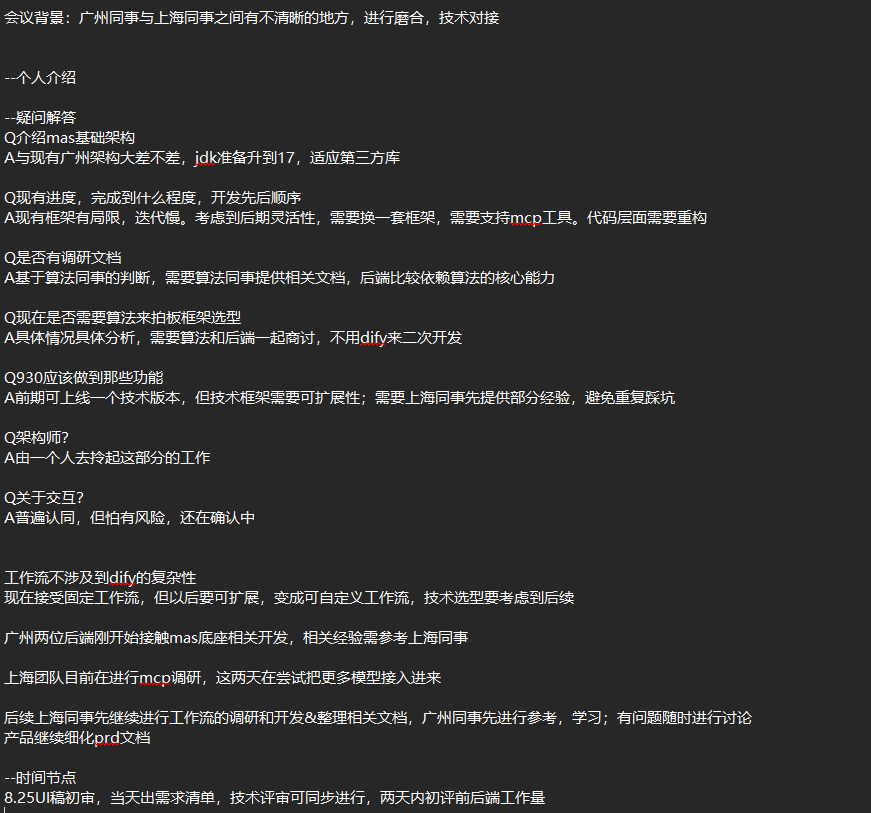 会议背景：广州同事与上海同事之间有不清晰的地方，进行磨合，技术对接
--个人介绍
--疑问解答
Q介绍mas基础架构
A与现有广州架构大差不差，jdk准备升到17，适应第三方库
Q现有进度，完成到什么程度，开发先后顺序
A现有框架有局限，迭代慢。考虑到后期灵活性，需要换一套框架，需要支持mcp工具。代码层面需要重构
Q是否有调研文档
A基于算法同事的判断，需要算法同事提供相关文档，后端比较依赖算法的核心能力
Q现在是否需要算法来拍板框架选型
A具体情况具体分析，需要算法和后端一起商讨，不用dify来二次开发
Q930应该做到那些功能
A前期可上线一个技术版本，但技术框架需要可扩展性；需要上海同事先提供部分经验，避免重复踩坑
Q架构师？
A由一个人去拎起这部分的工作
Q关于交互？
A普遍认同，但怕有风险，还在确认中
工作流不涉及到dify的复杂性
现在接受固定工作流，但以后要可扩展，变成可自定义工作流，技术选型要考虑到后续
广州两位后端刚开始接触mas底座相关开发，相关经验需参考上海同事
上海团队目前在进行mcp调研，这两天在尝试把更多模型接入进来
后续上海同事先继续进行工作流的调研和开发&整理相关文档，广州同事先进行参考，学习；有问题随时进行讨论
产品继续细化prd文档
--时间节点
8.25UI稿初审，当天出需求清单，技术评审可同步进行，两天内初评前后端工作量